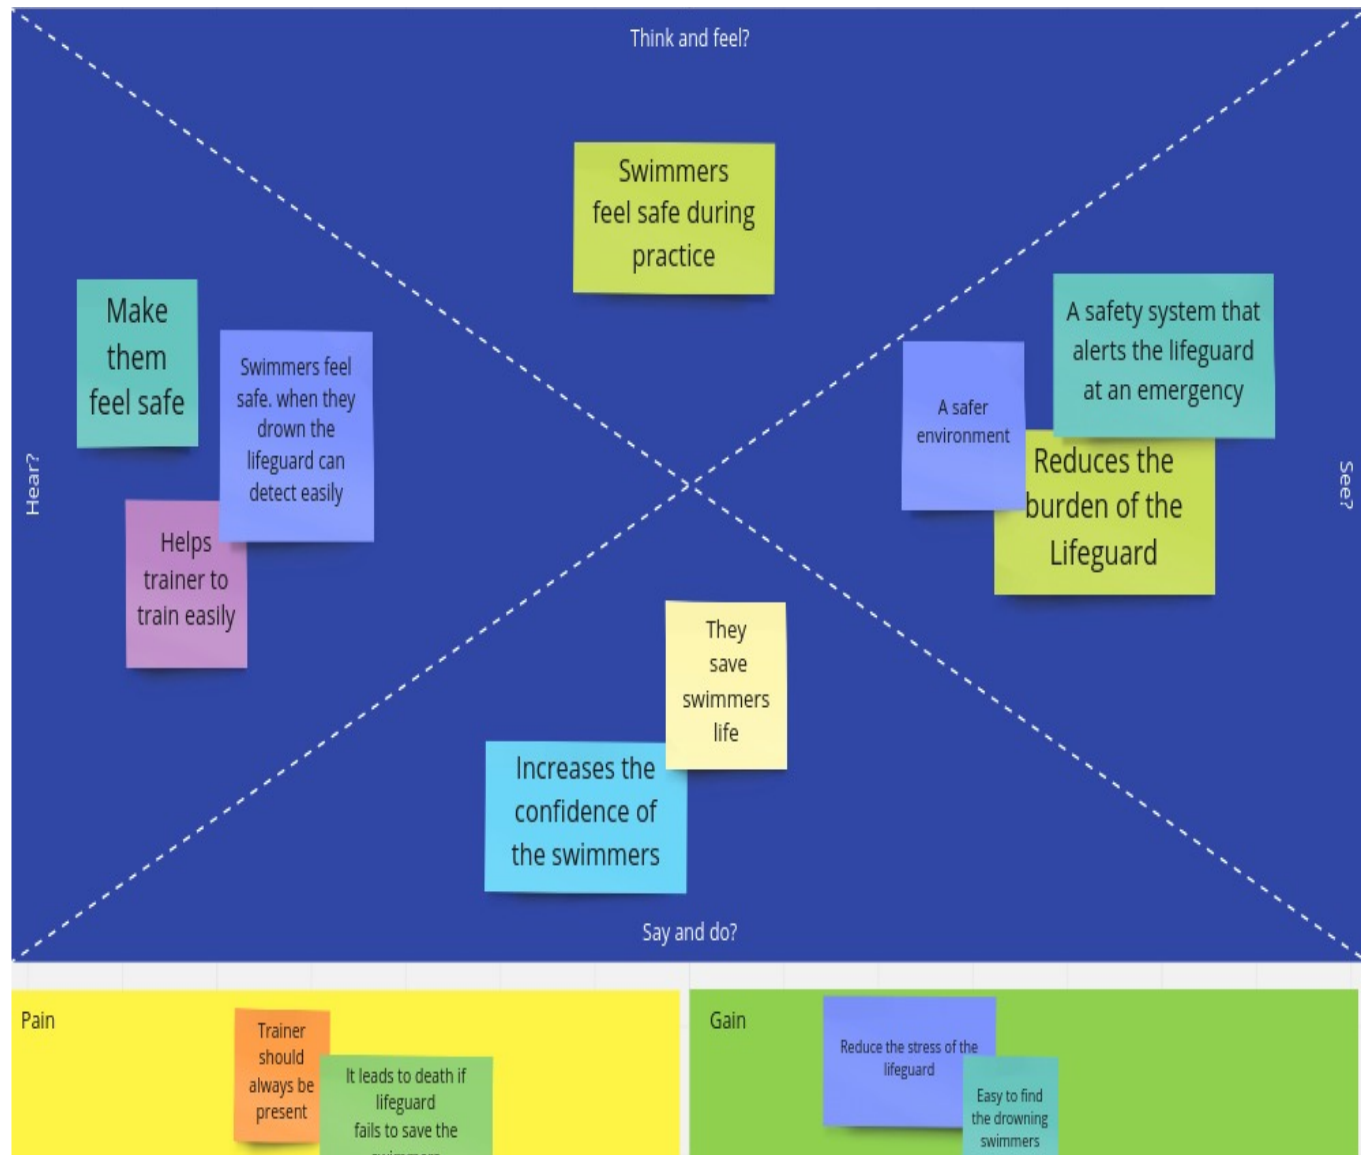 Think and feel?
Swimmers
feel safe during
practice
Make
them
feel safe
Swimmers feel
safe. when they
drown the
lifeguard can
detect easily
Helps
trainer to
train easily
Hear?
A safety system that
alerts the lifeguard
at an emergency
A safer
environment
Reduces the
burden of the
Lifeguard
See?
They
save
swimmers
life
Increases the
confidence of
the swimmers
Say and do?
Pain
Trainer
should
always be
present
It leads to death if
lifeguard
fails to save the
Gain
Reduce the stress of the
lifeguard
Easy to find
the drowning
swimmers